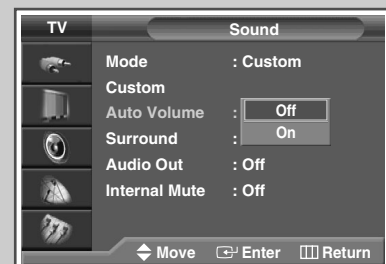 TV Sound
Mode : Custom
Custom
Auto Volume : Off
On
Surround :
Audio Out : Off
Internal Mute : Off
Move Enter Return